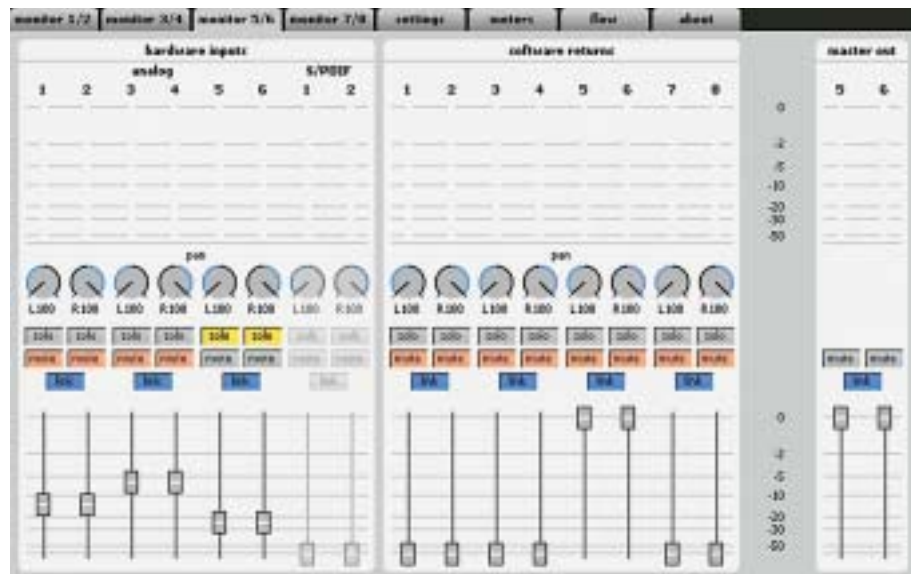 monitor 1/2 monitor 3/4 monitor 5/6 monitor 7/8 settings meters flow about
hardware inputs software returns master out
analog S/PDIF
1 2 3 4 5 6 1 2 1 2 3 4 5 6 7 8 5 6
0
-2
-5
-10
-20
-30
-50
pan pan
L100 R100 L100 R100 L100 R100 L100 R100 L100 R100 L100 R100 L100 R100 L100 R100
solo solo solo solo solo solo solo solo solo solo solo solo solo solo solo solo
mute mute mute mute mute mute mute mute mute mute mute mute mute mute mute mute mute mute
link link link link link link link link link
0
-2
-5
-10
-20
-30
-50